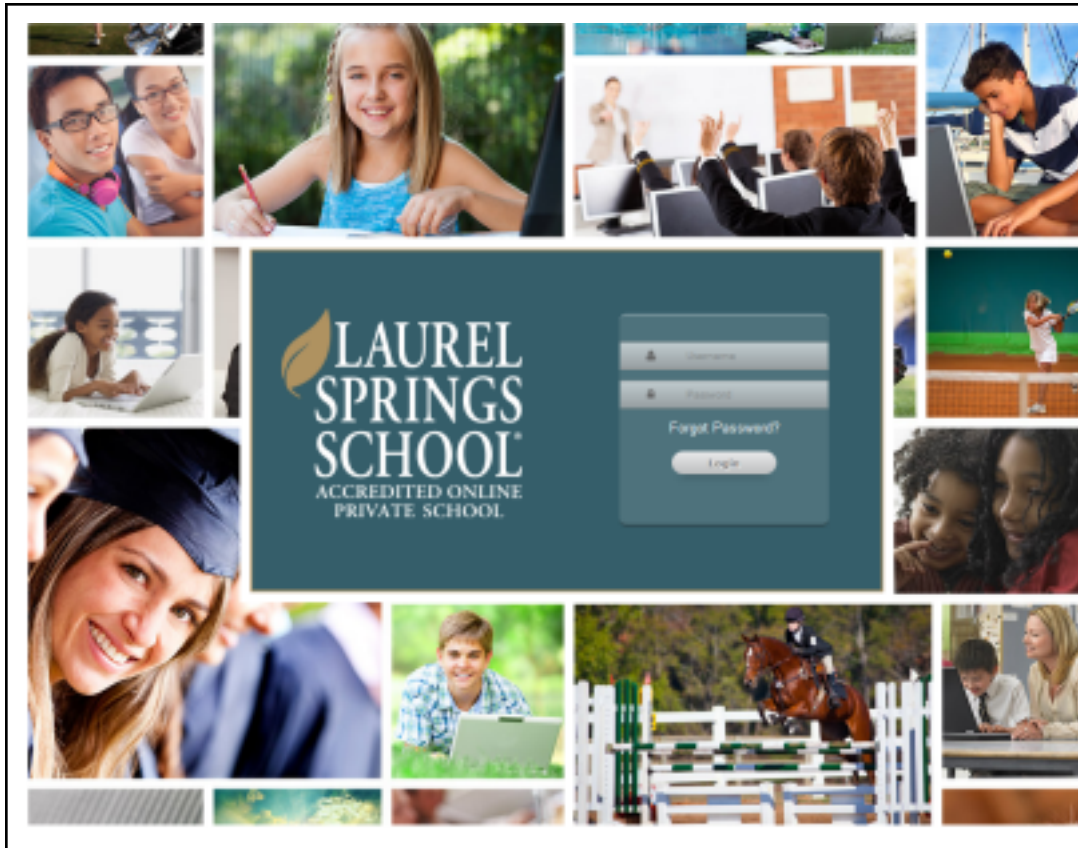 LAUREL
SPRINGS
SCHOOL®
ACCREDITED ONLINE
PRIVATE SCHOOL
Username
Password
Forgot Password?
Login